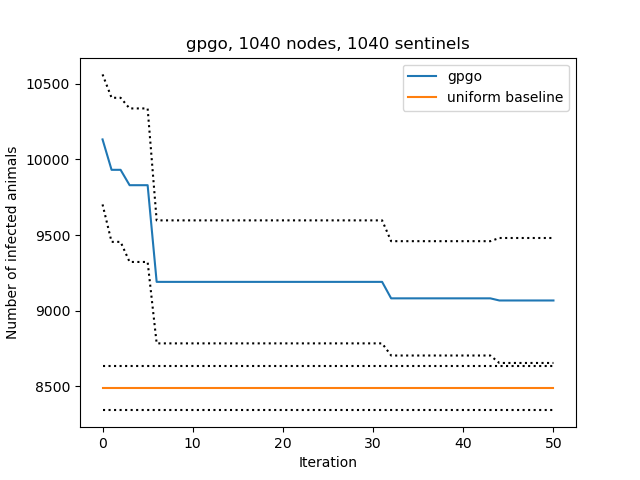 gpgo, 1040 nodes, 1040 sentinels
gpgo
uniform baseline
Number of infected animals
10500
10000
9500
9000
8500
0 10 20 30 40 50
Iteration